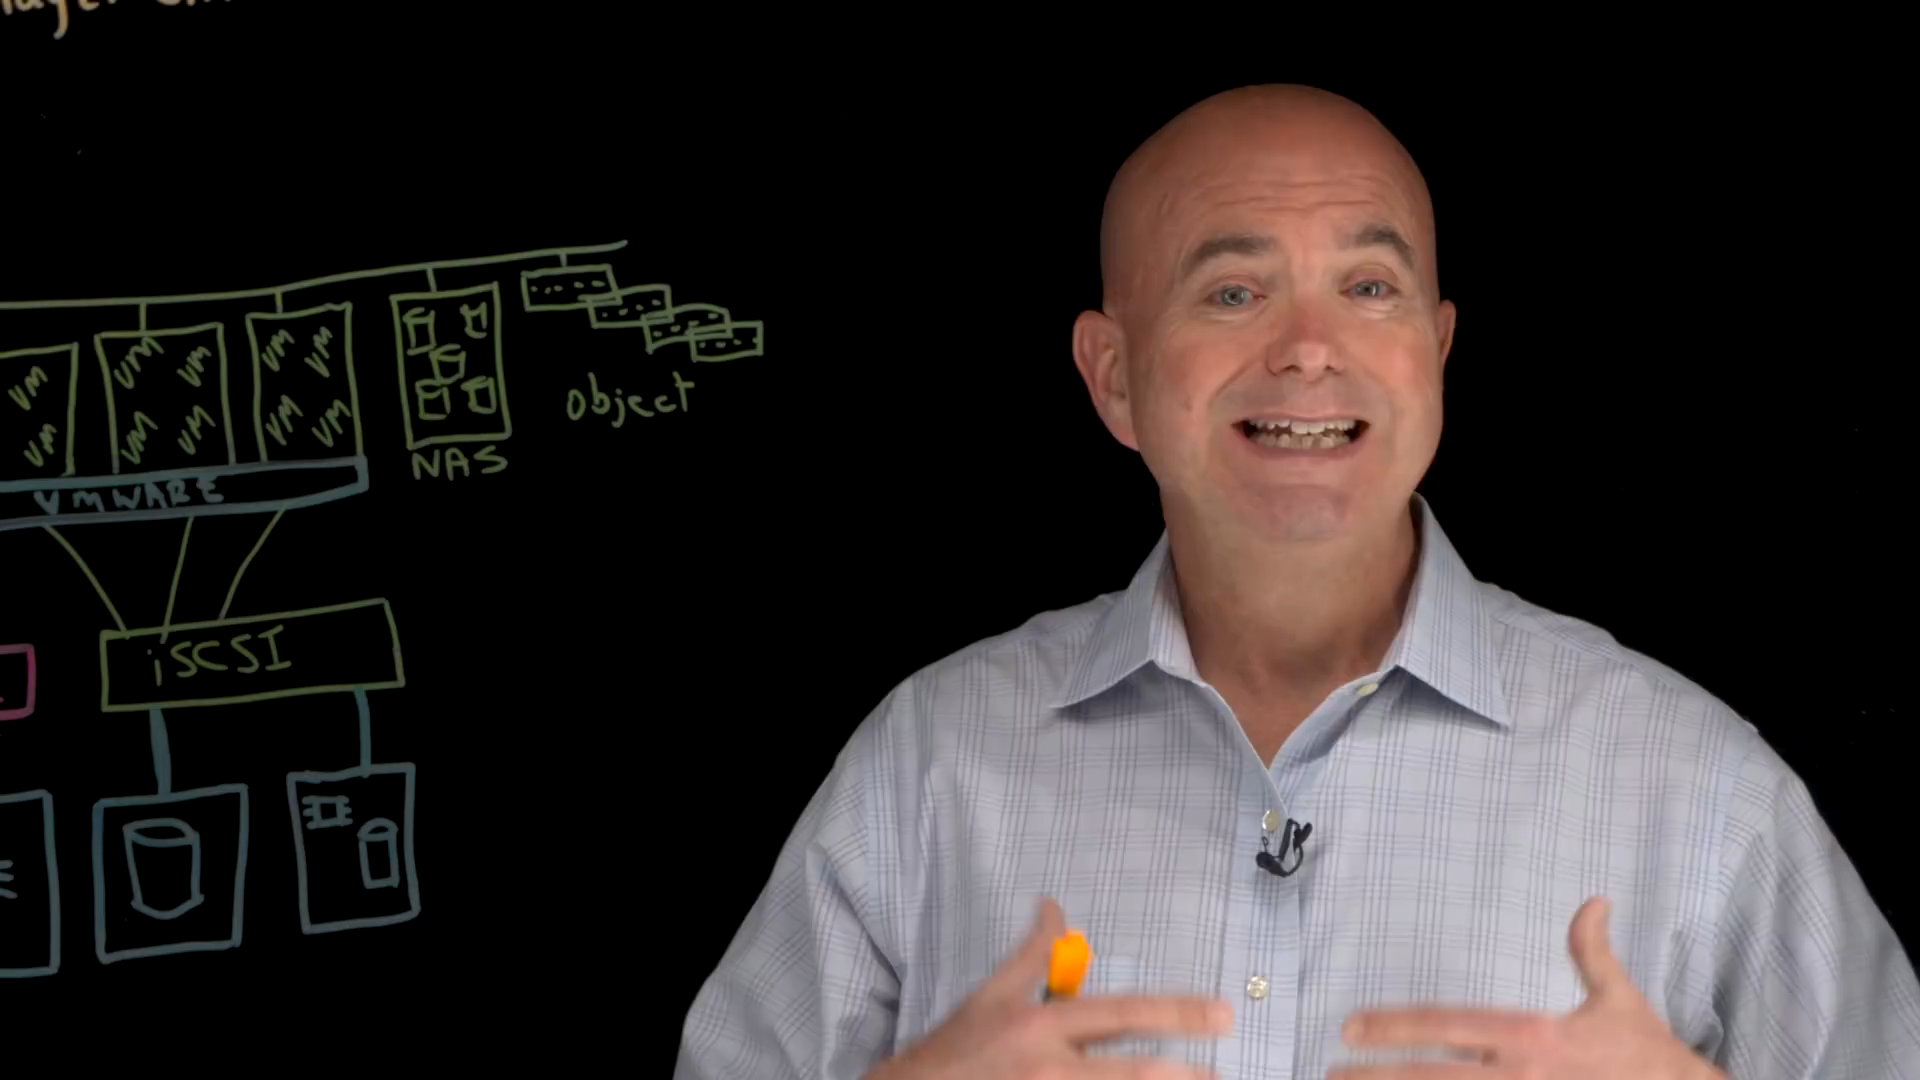 VM VM VM VM VM
VM VM VM VM VM
object
NAS
VMWARE
iSCSI